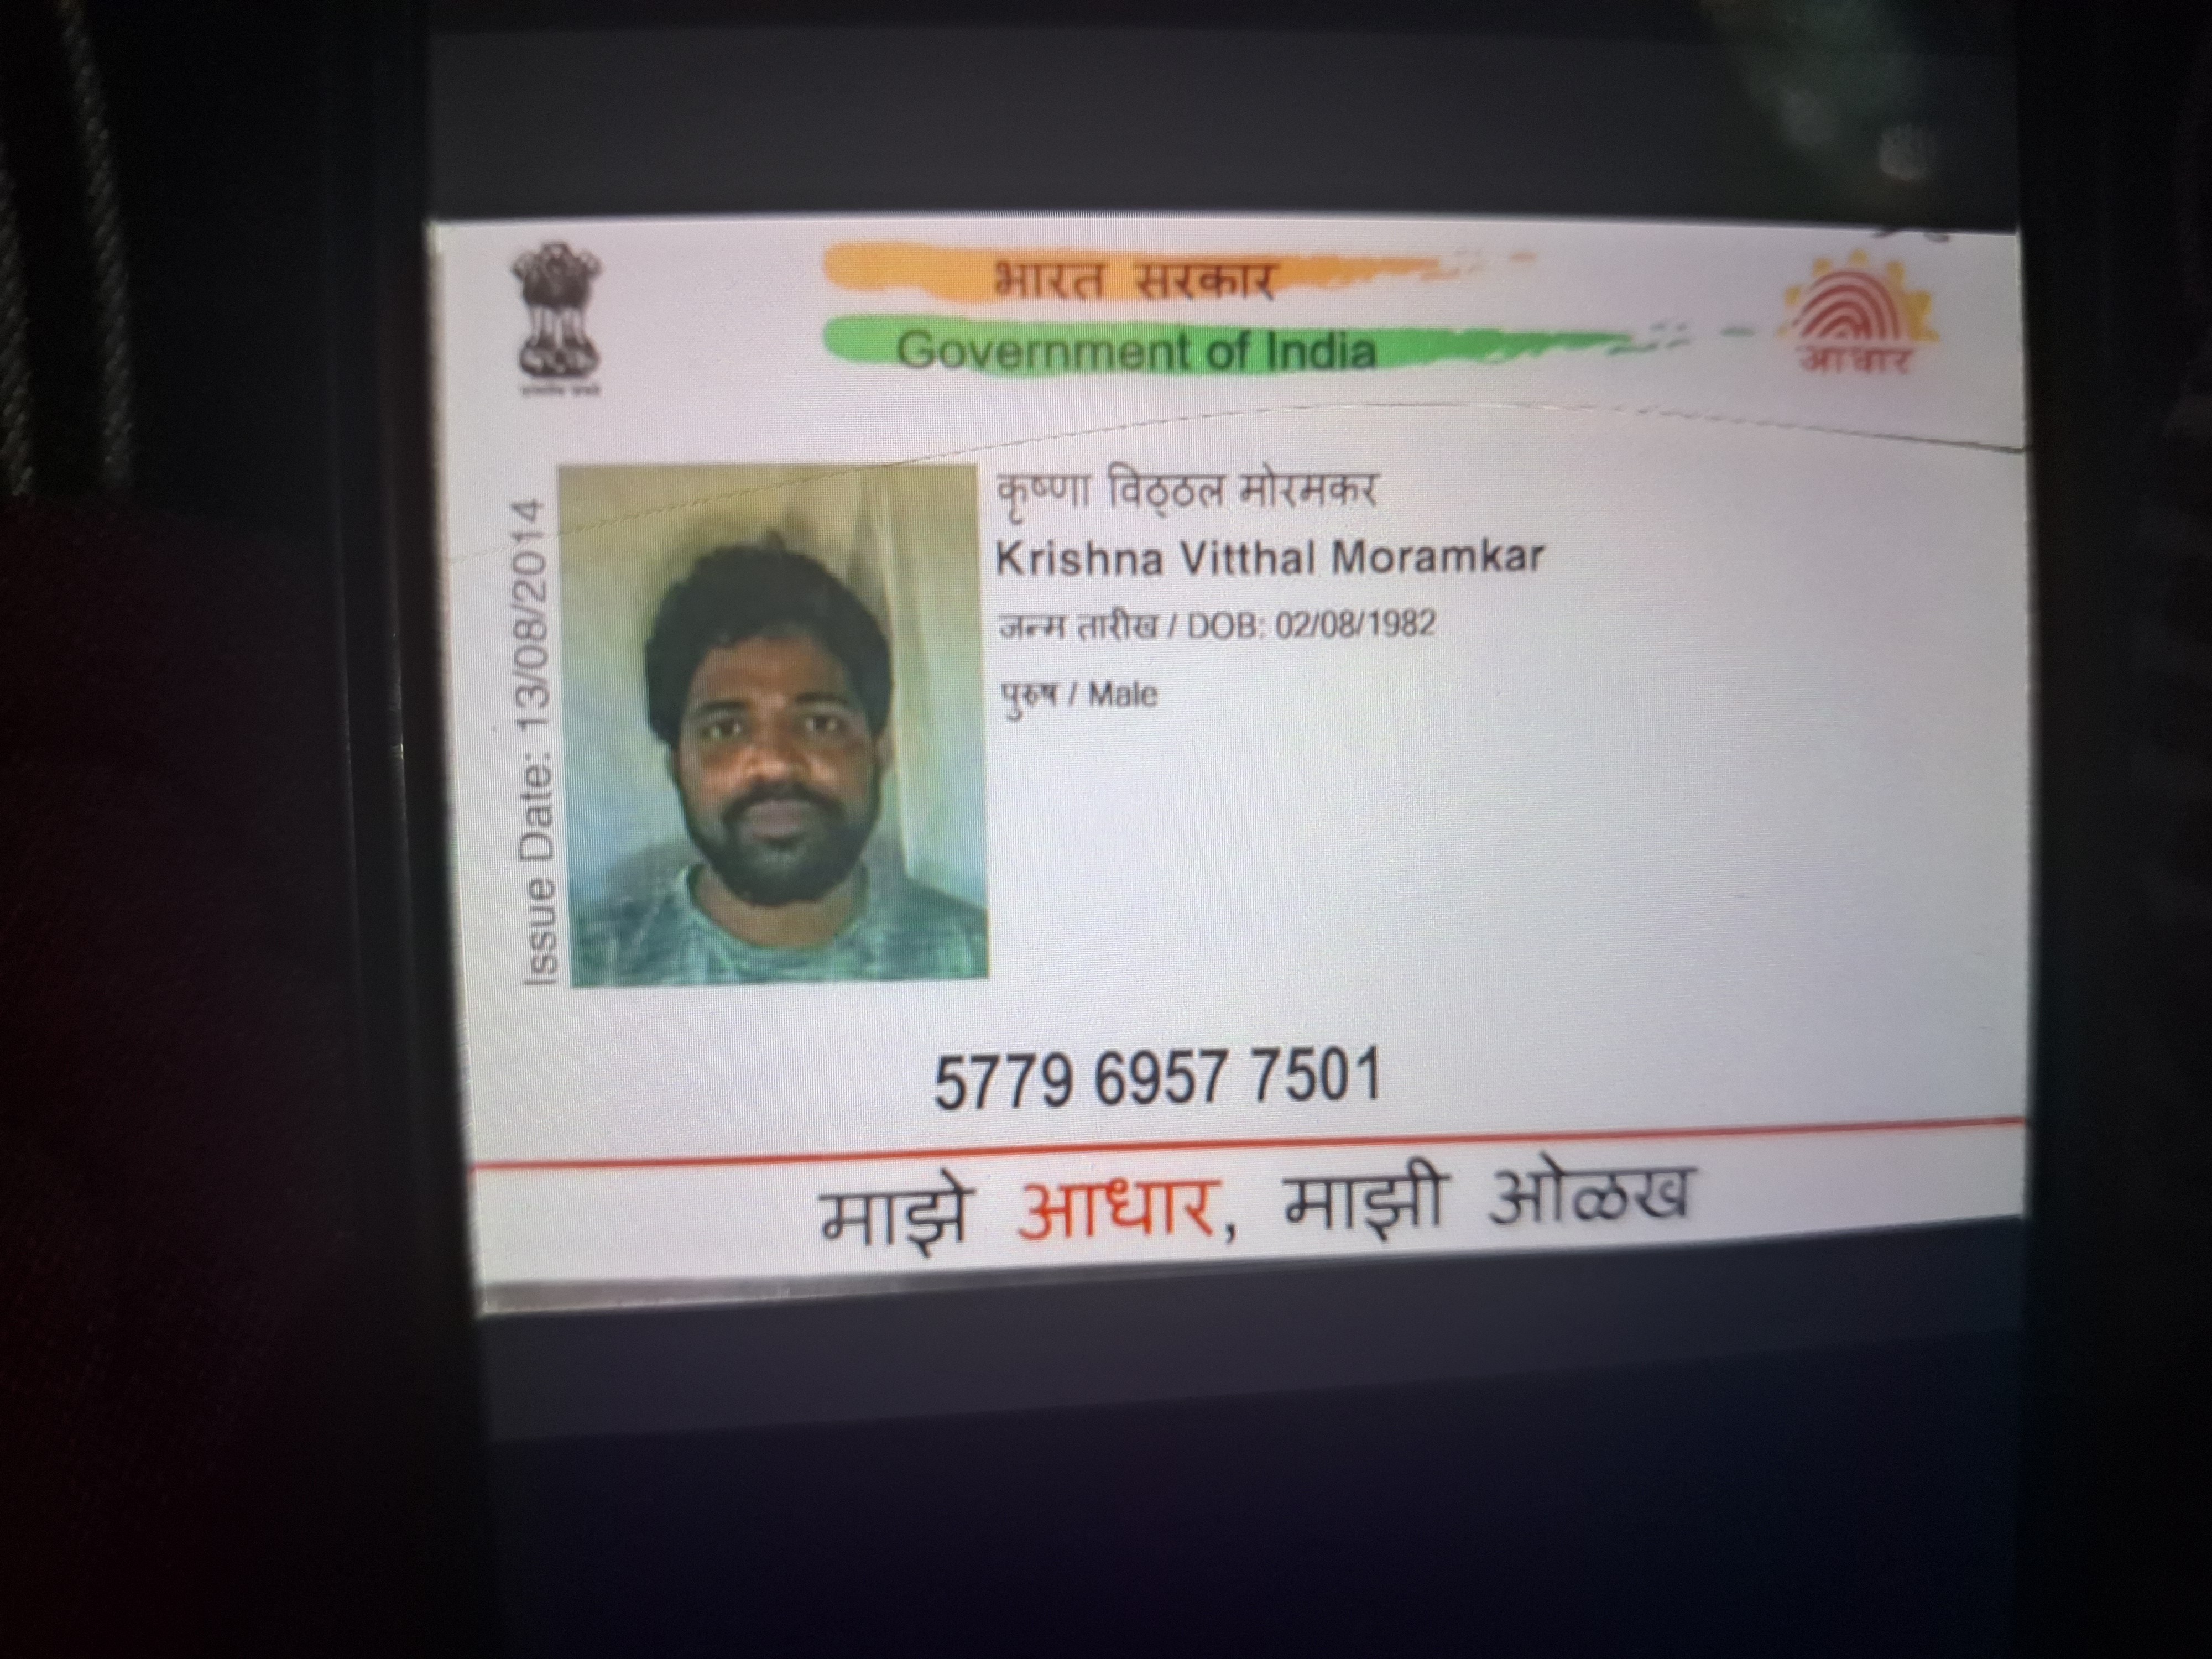 भारत सरकार
Government of India
आधार
Issue Date: 13/08/2014
कृष्णा विठ्ठल मोरमकर
Krishna Vitthal Moramkar
जन्म तारीख / DOB: 02/08/1982
पुरुष / Male
5779 6957 7501
माझे आधार, माझी ओळख